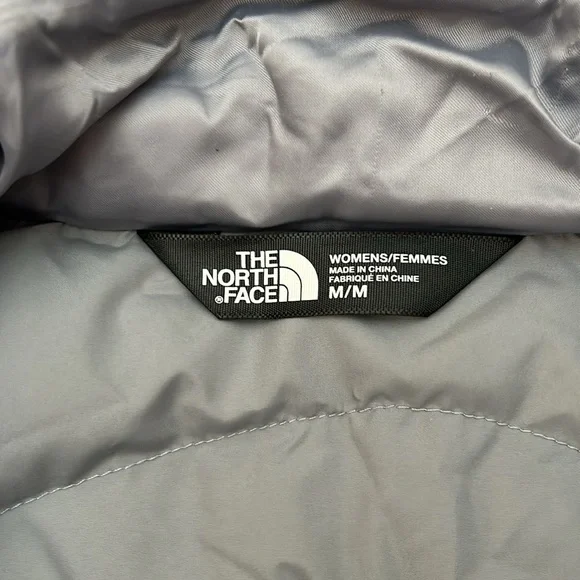 THE
NORTH
®FACE
WOMENS/FEMMES
MADE IN CHINA
FABRIQUÉ EN CHINE
M/M